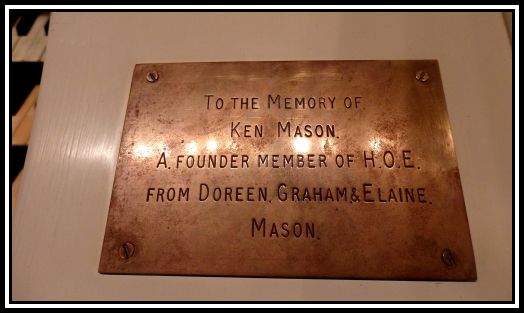 To the Memory of
Ken Mason.
A founder member of H.O.E.
from Doreen, Graham & Elaine.
Mason.